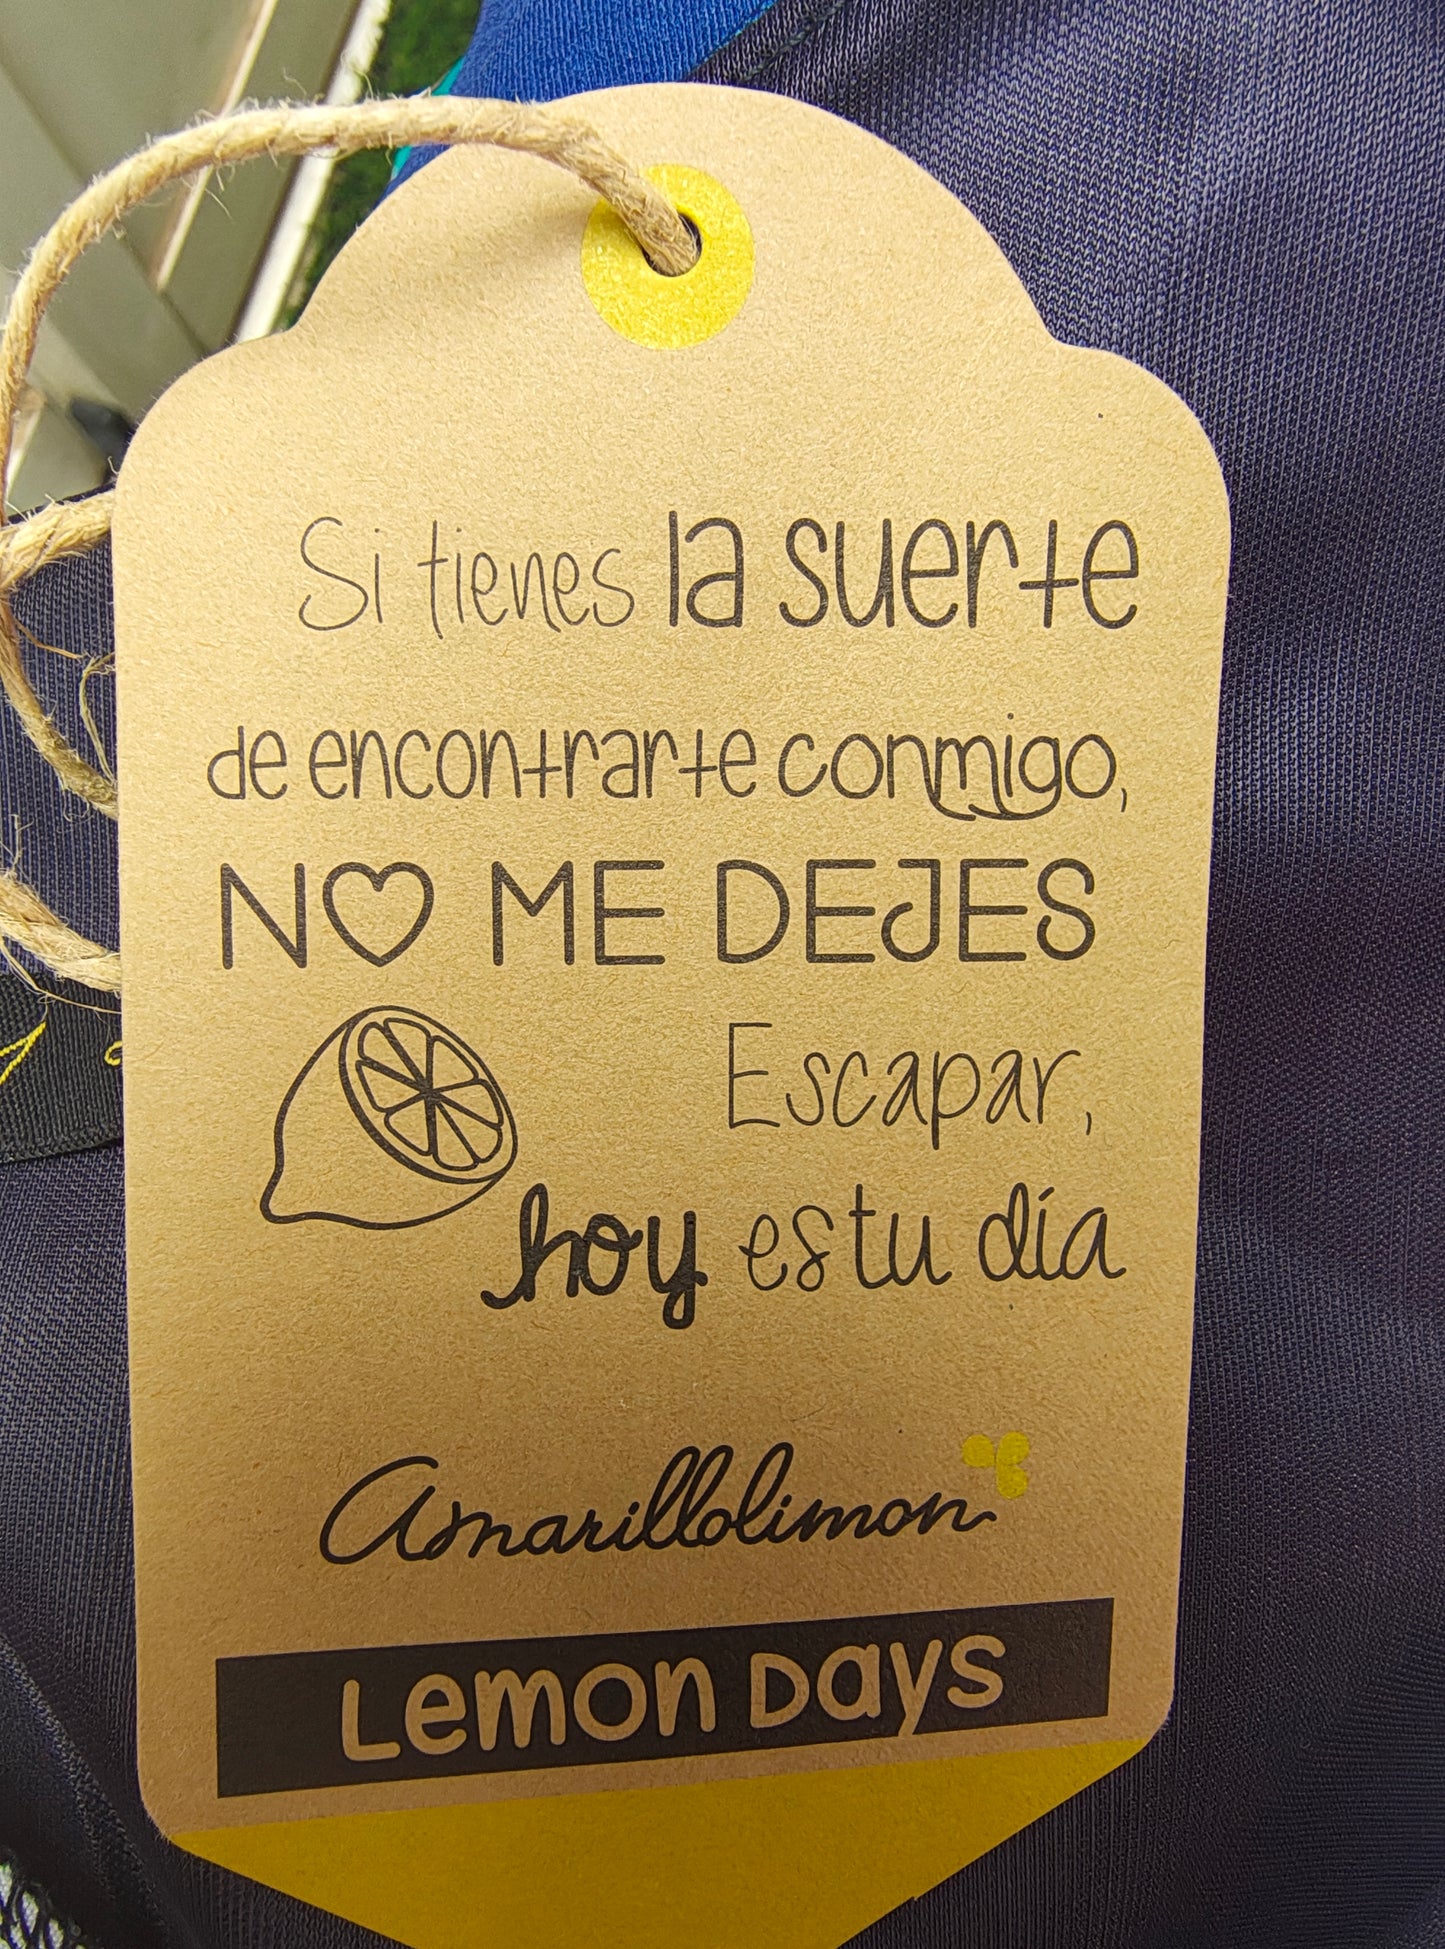 Si tienes la suerte
de encontrarte conmigo,
NO ME DEJES
Escapar,
hoy es tu día
Amarillolimon
Lemon Days